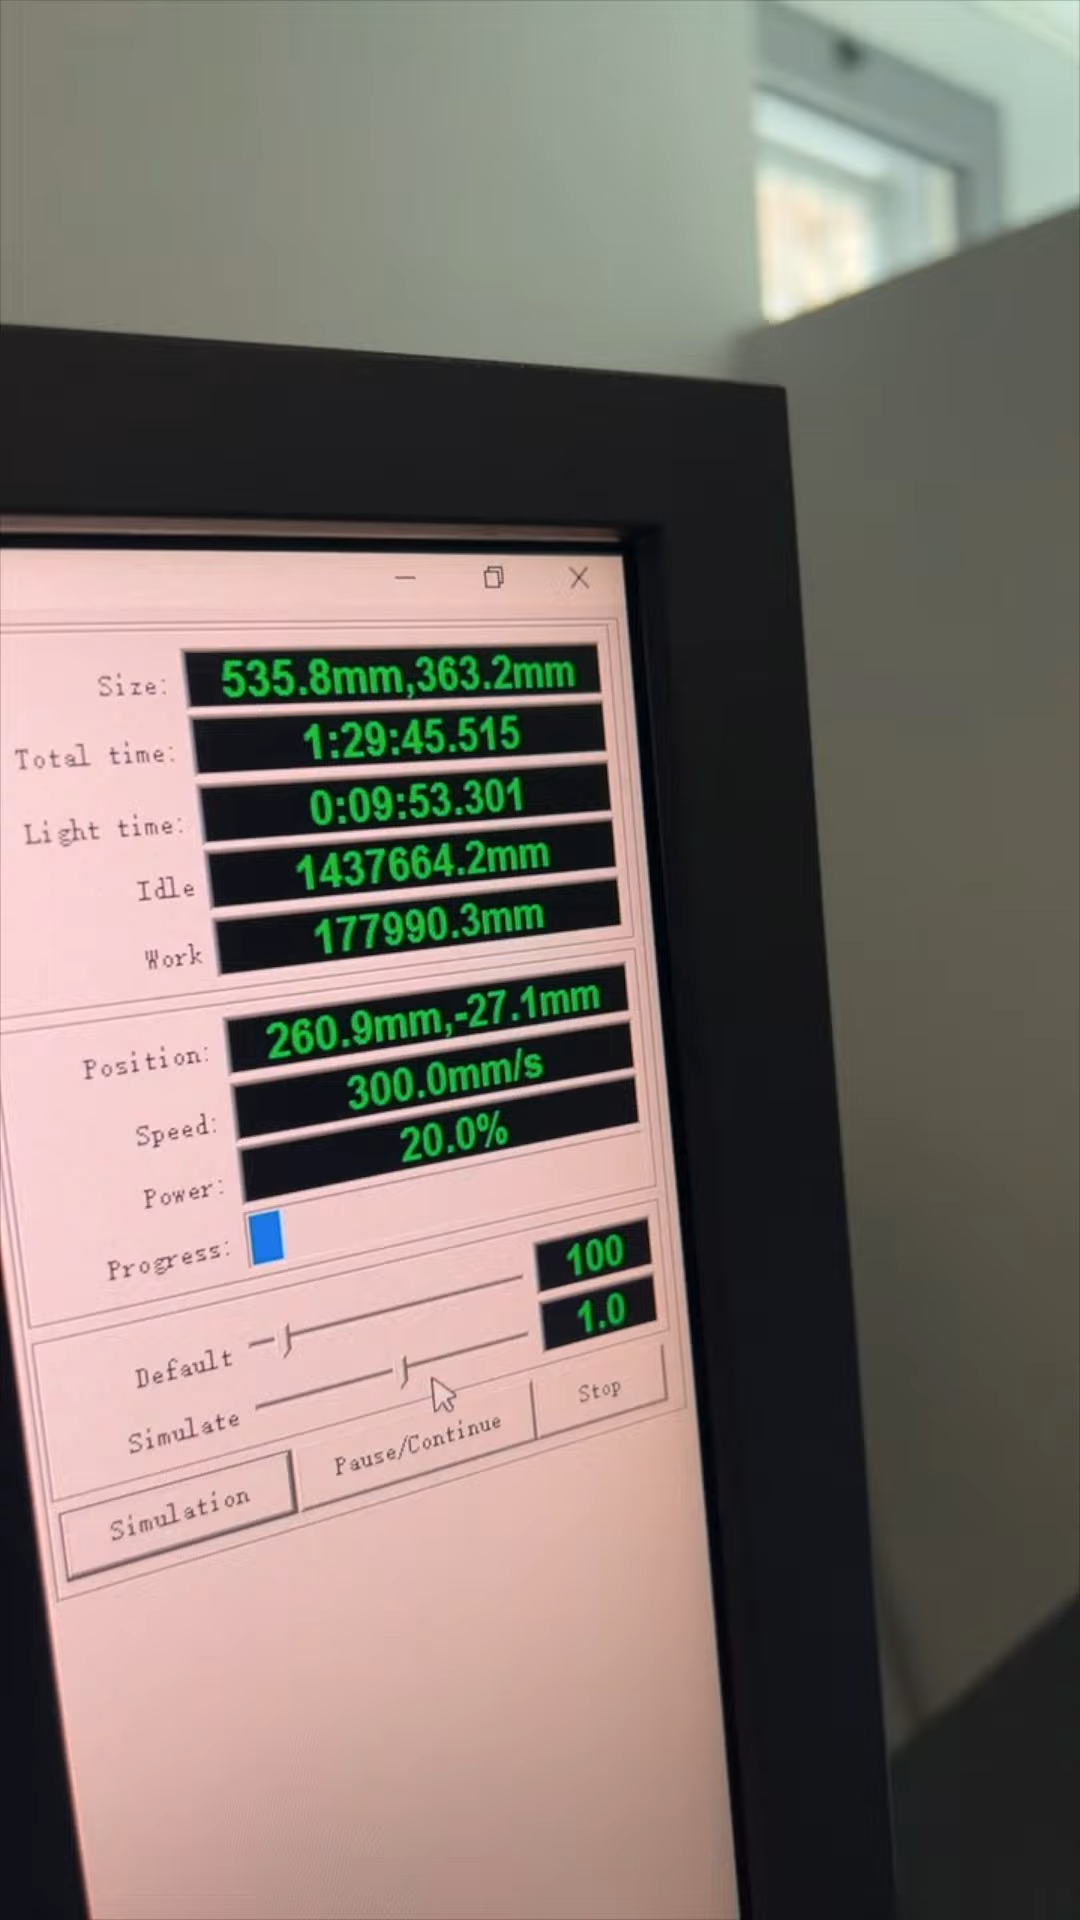 Size: 535.8mm,363.2mm
Total time: 1:29:45.515
Light time: 0:09:53.301
Idle 1437664.2mm
Work 177990.3mm
Position: 260.9mm,-27.1mm
Speed: 300.0mm/s
Power: 20.0%
Progress:
Default 100
Simulate 1.0
Simulation Pause/Continue Stop